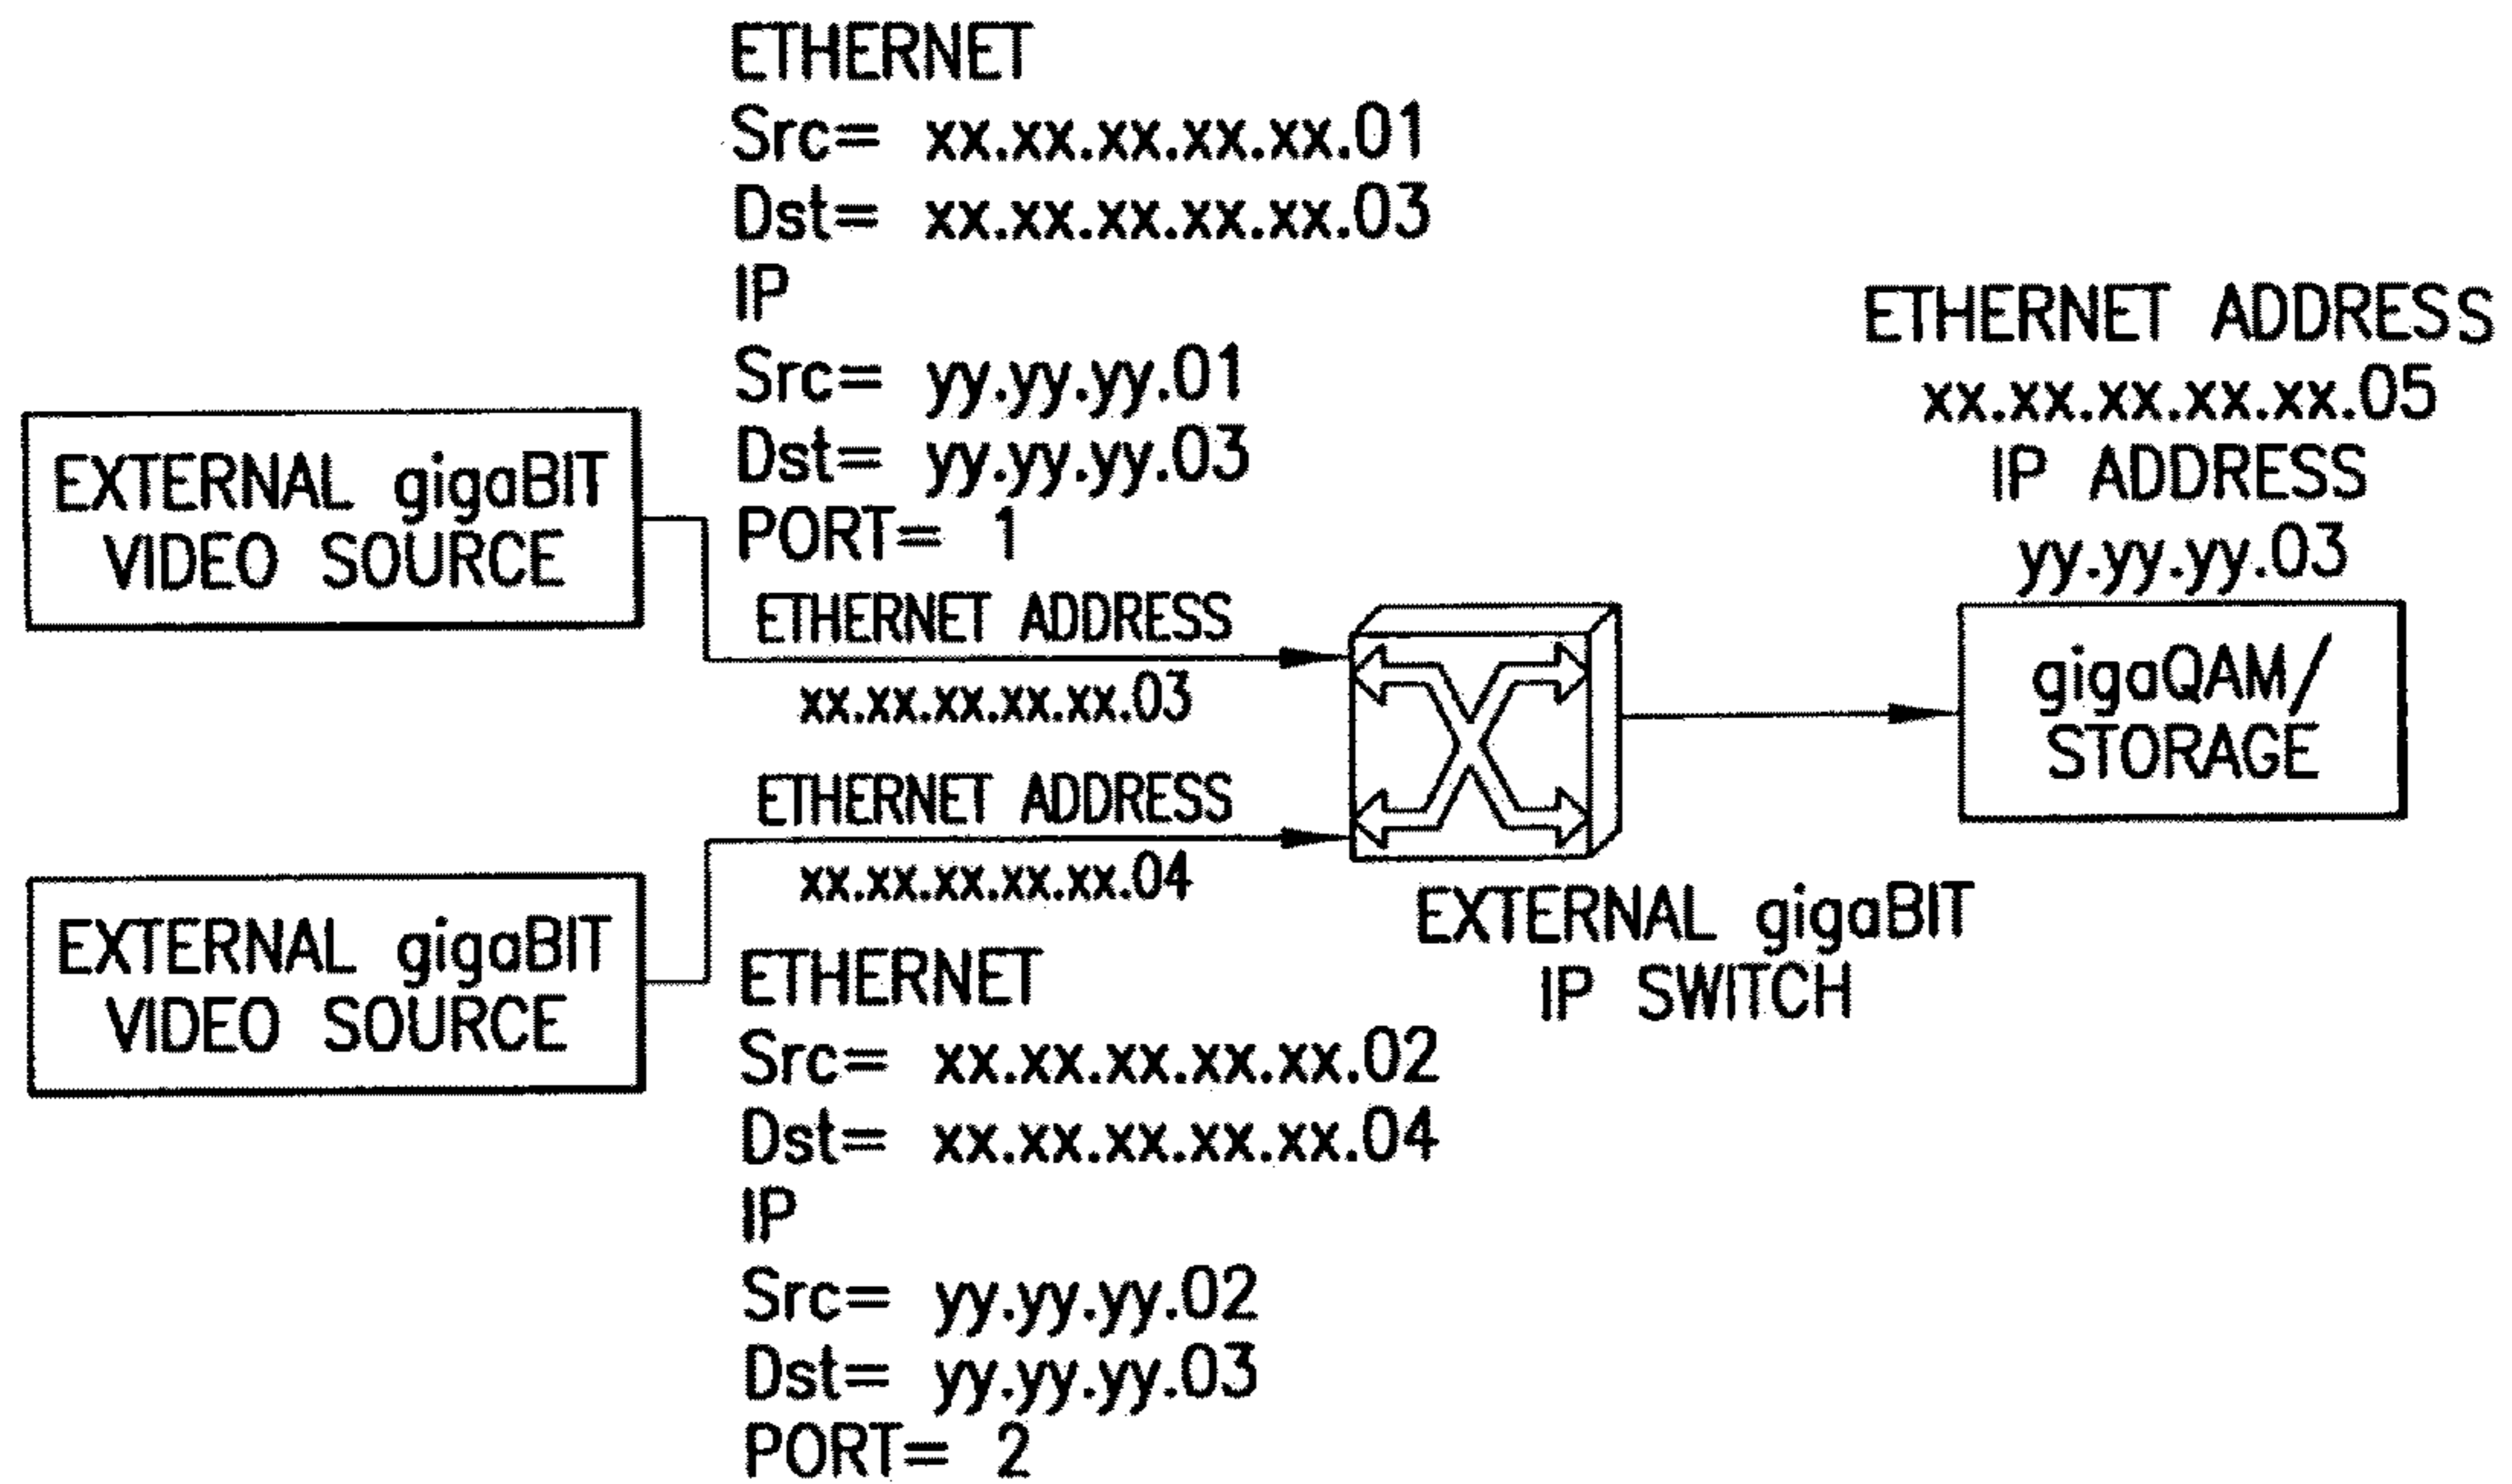 ETHERNET
Src= xx.xx.xx.xx.xx.01
Dst= xx.xx.xx.xx.xx.03
IP
Src= yy.yy.yy.01
Dst= yy.yy.yy.03
PORT= 1
EXTERNAL gigaBIT
VIDEO SOURCE
ETHERNET ADDRESS
xx.xx.xx.xx.xx.03
ETHERNET ADDRESS
xx.xx.xx.xx.xx.04
EXTERNAL gigaBIT
VIDEO SOURCE
ETHERNET
Src= xx.xx.xx.xx.xx.02
Dst= xx.xx.xx.xx.xx.04
IP
Src= yy.yy.yy.02
Dst= yy.yy.yy.03
PORT= 2
EXTERNAL gigaBIT
IP SWITCH
ETHERNET ADDRESS
xx.xx.xx.xx.xx.05
IP ADDRESS
yy.yy.yy.03
gigaQAM/
STORAGE